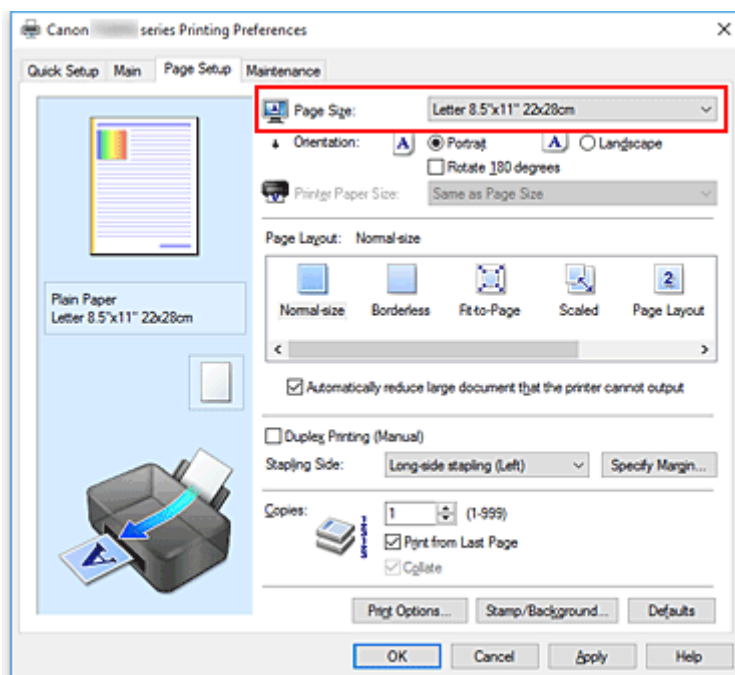 Canon series Printing Preferences
Quick Setup Main Page Setup Maintenance
Page Size: Letter 8.5"x11" 22x28cm
Orientation: A Portrait A Landscape
Rotate 180 degrees
Printer Paper Size: Same as Page Size
Page Layout: Normal-size
2
Normal-size Borderless Fit-to-Page Scaled Page Layout
Plain Paper
Letter 8.5"x11" 22x28cm
Automatically reduce large document that the printer cannot output
Duplex Printing (Manual)
Stapling Side: Long-side stapling (Left) Specify Margin...
Copies: 1 (1-999)
Print from Last Page
Collate
A
Print Options... Stamp/Background... Defaults
OK Cancel Apply Help